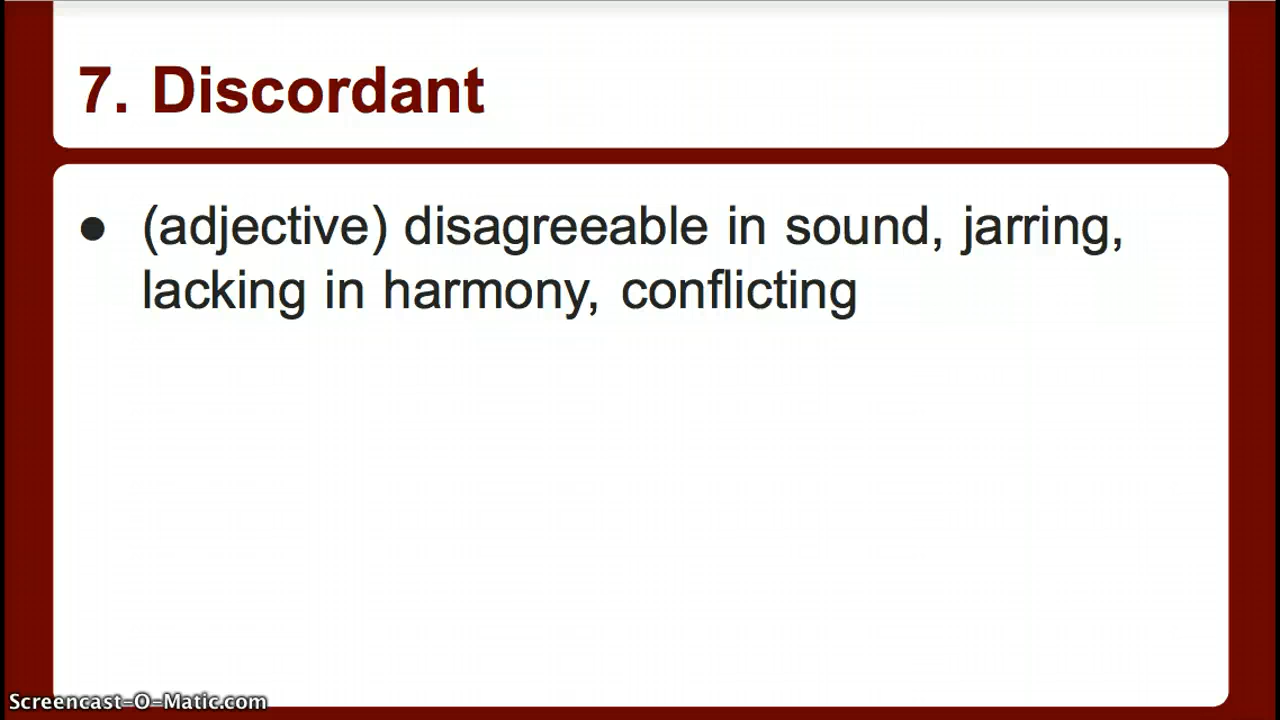 7. Discordant
● (adjective) disagreeable in sound, jarring,
lacking in harmony, conflicting
Screencast-O-Matic.com